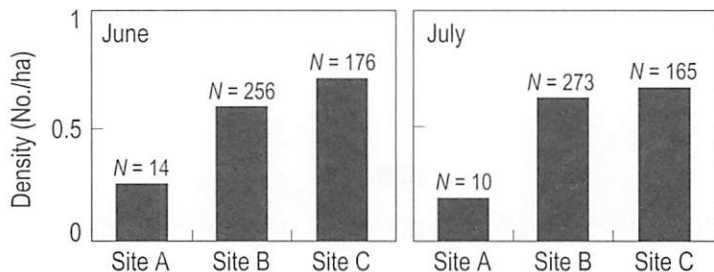 Density (No./ha)
1
0.5
0
June
N = 14
N = 256
N = 176
Site A
Site B
Site C
July
N = 10
N = 273
N = 165
Site A
Site B
Site C